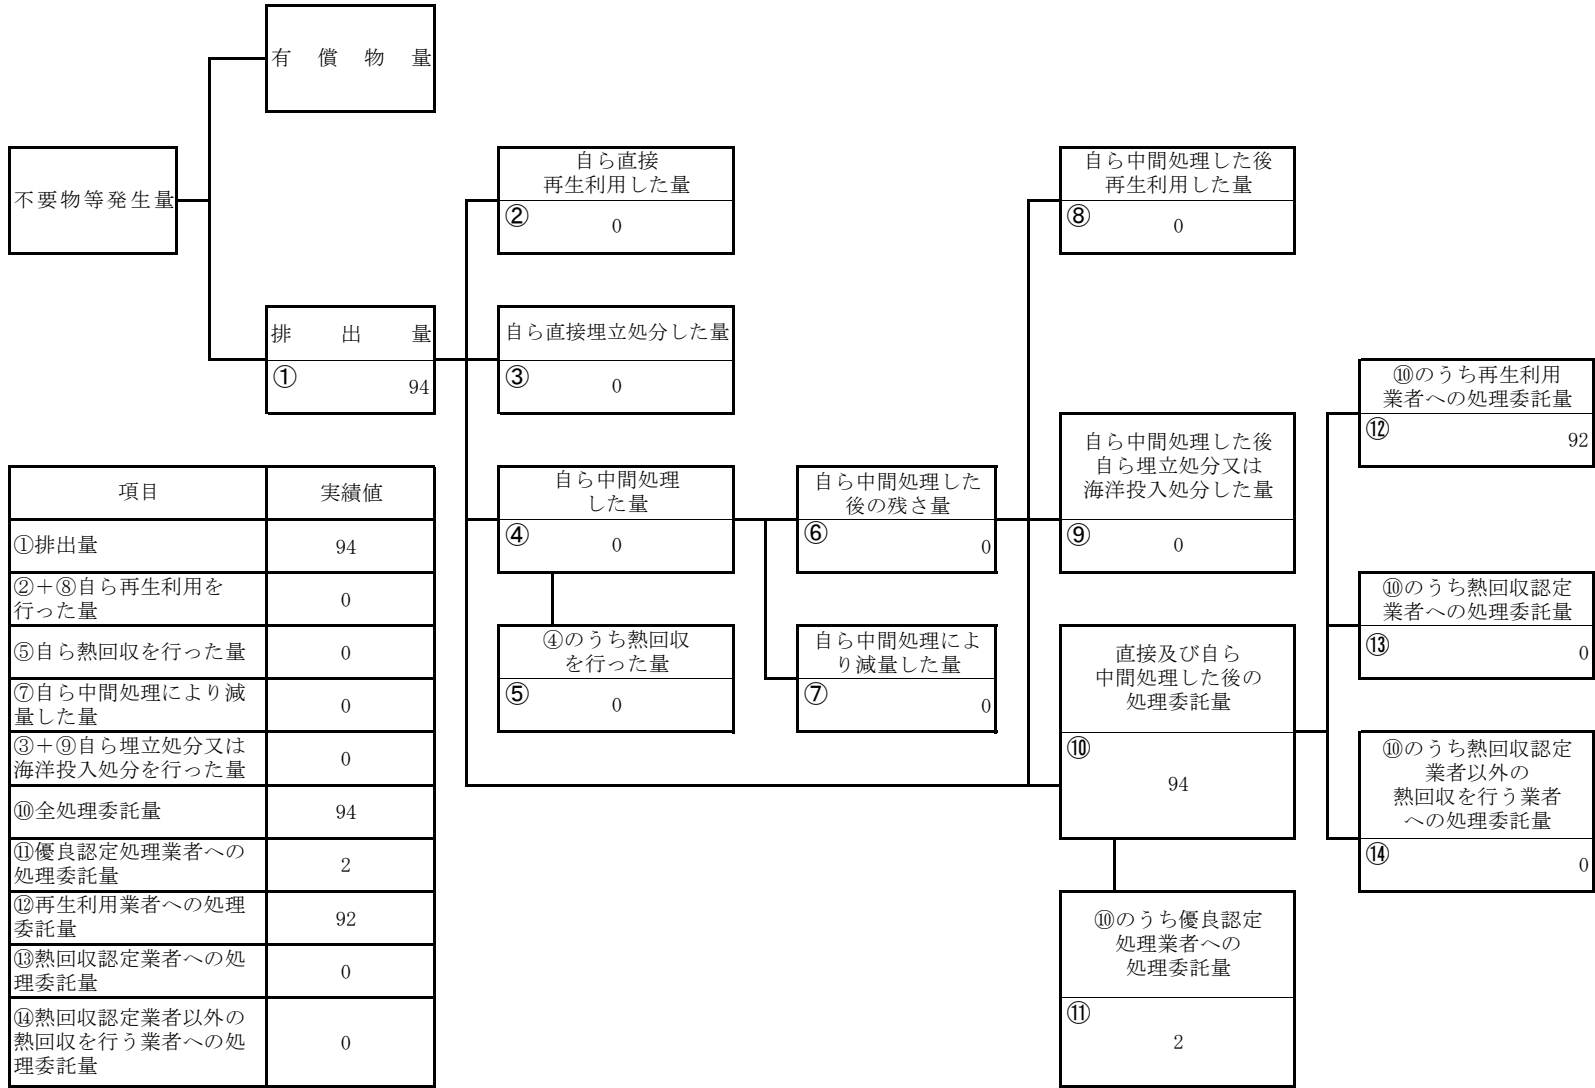 有償物量
不要物等発生量
排出量
①
94
自ら直接
再生利用した量
②
0
自ら直接埋立処分した量
③
0
自ら中間処理
した量
④
0
④のうち熱回収
を行った量
⑤
0
自ら中間処理した
後の残さ量
⑥
0
自ら中間処理によ
り減量した量
⑦
0
自ら中間処理した後
再生利用した量
⑧
0
自ら中間処理した後
自ら埋立処分又は
海洋投入処分した量
⑨
0
直接及び自ら
中間処理した後の
処理委託量
⑩
94
⑩のうち優良認定
処理業者への
処理委託量
⑪
2
⑩のうち再生利用
業者への処理委託量
⑫
92
⑩のうち熱回収認定
業者への処理委託量
⑬
0
⑩のうち熱回収認定
業者以外の
熱回収を行う業者
への処理委託量
⑭
0
項目 実績値
①排出量 94
②+⑧自ら再生利用を
行った量 0
⑤自ら熱回収を行った量 0
⑦自ら中間処理により減
量した量 0
③+⑨自ら埋立処分又は
海洋投入処分を行った量 0
⑩全処理委託量 94
⑪優良認定処理業者への
処理委託量 2
⑫再生利用業者への処理
委託量 92
⑬熱回収認定業者への処
理委託量 0
⑭熱回収認定業者以外の
熱回収を行う業者への処
理委託量 0